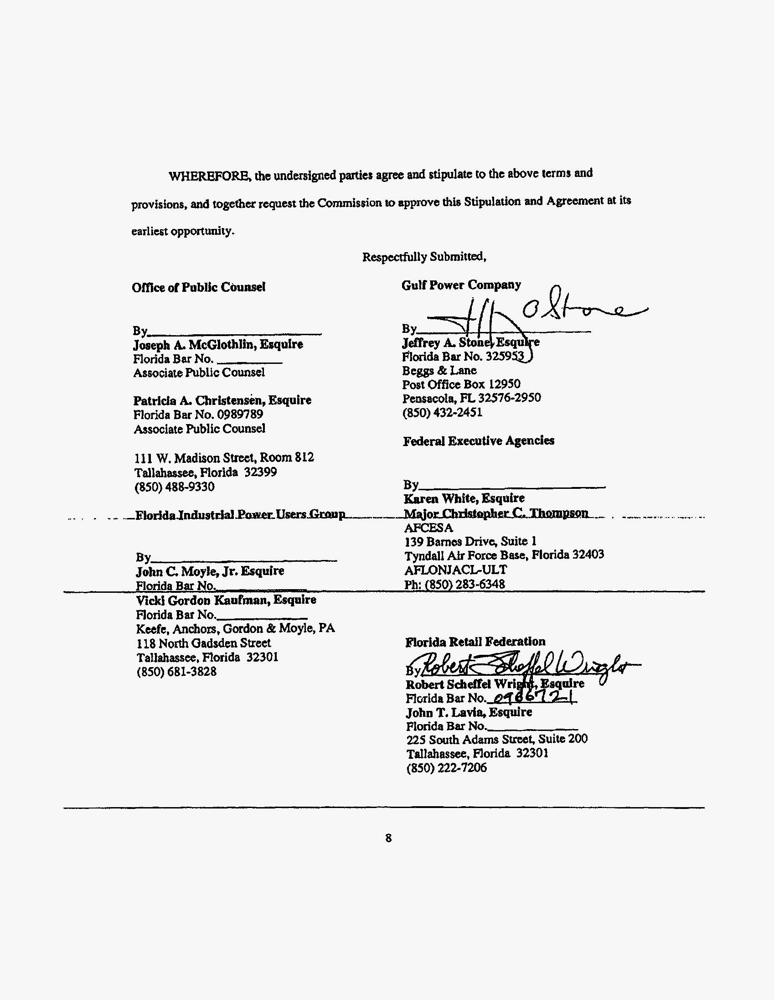 WHEREFORE, the undersigned parties agree and stipulate to the above terms and
provisions, and together request the Commission to approve this Stipulation and Agreement at its
earliest opportunity.
Respectfully Submitted,
Office of Public Counsel
By
Joseph A. McGlothlin, Esquire
Florida Bar No.
Associate Public Counsel
Patricia A. Christensen, Esquire
Florida Bar No. 0989789
Associate Public Counsel
111 W. Madison Street, Room 812
Tallahassee, Florida 32399
(850) 488-9330
Florida Industrial Power Users Group
By
John C. Moyle, Jr. Esquire
Florida Bar No.
Vicki Gordon Kaufman, Esquire
Florida Bar No.
Keefe, Anchors, Gordon & Moyle, PA
118 North Gadsden Street
Tallahassee, Florida 32301
(850) 681-3828
Gulf Power Company
By Stone
Jeffrey A. Stone, Esquire
Florida Bar No. 325953
Beggs & Lane
Post Office Box 12950
Pensacola, FL 32576-2950
(850) 432-2451
Federal Executive Agencies
By
Karen White, Esquire
Major Christopher C. Thompson
AFCESA
139 Barnes Drive, Suite 1
Tyndall Air Force Base, Florida 32403
AFLONJACL-ULT
Ph: (850) 283-6348
Florida Retail Federation
By Robert Scheffel Wright
Robert Scheffel Wright, Esquire
Florida Bar No. 0966721
John T. Lavia, Esquire
Florida Bar No.
225 South Adams Street, Suite 200
Tallahassee, Florida 32301
(850) 222-7206
8